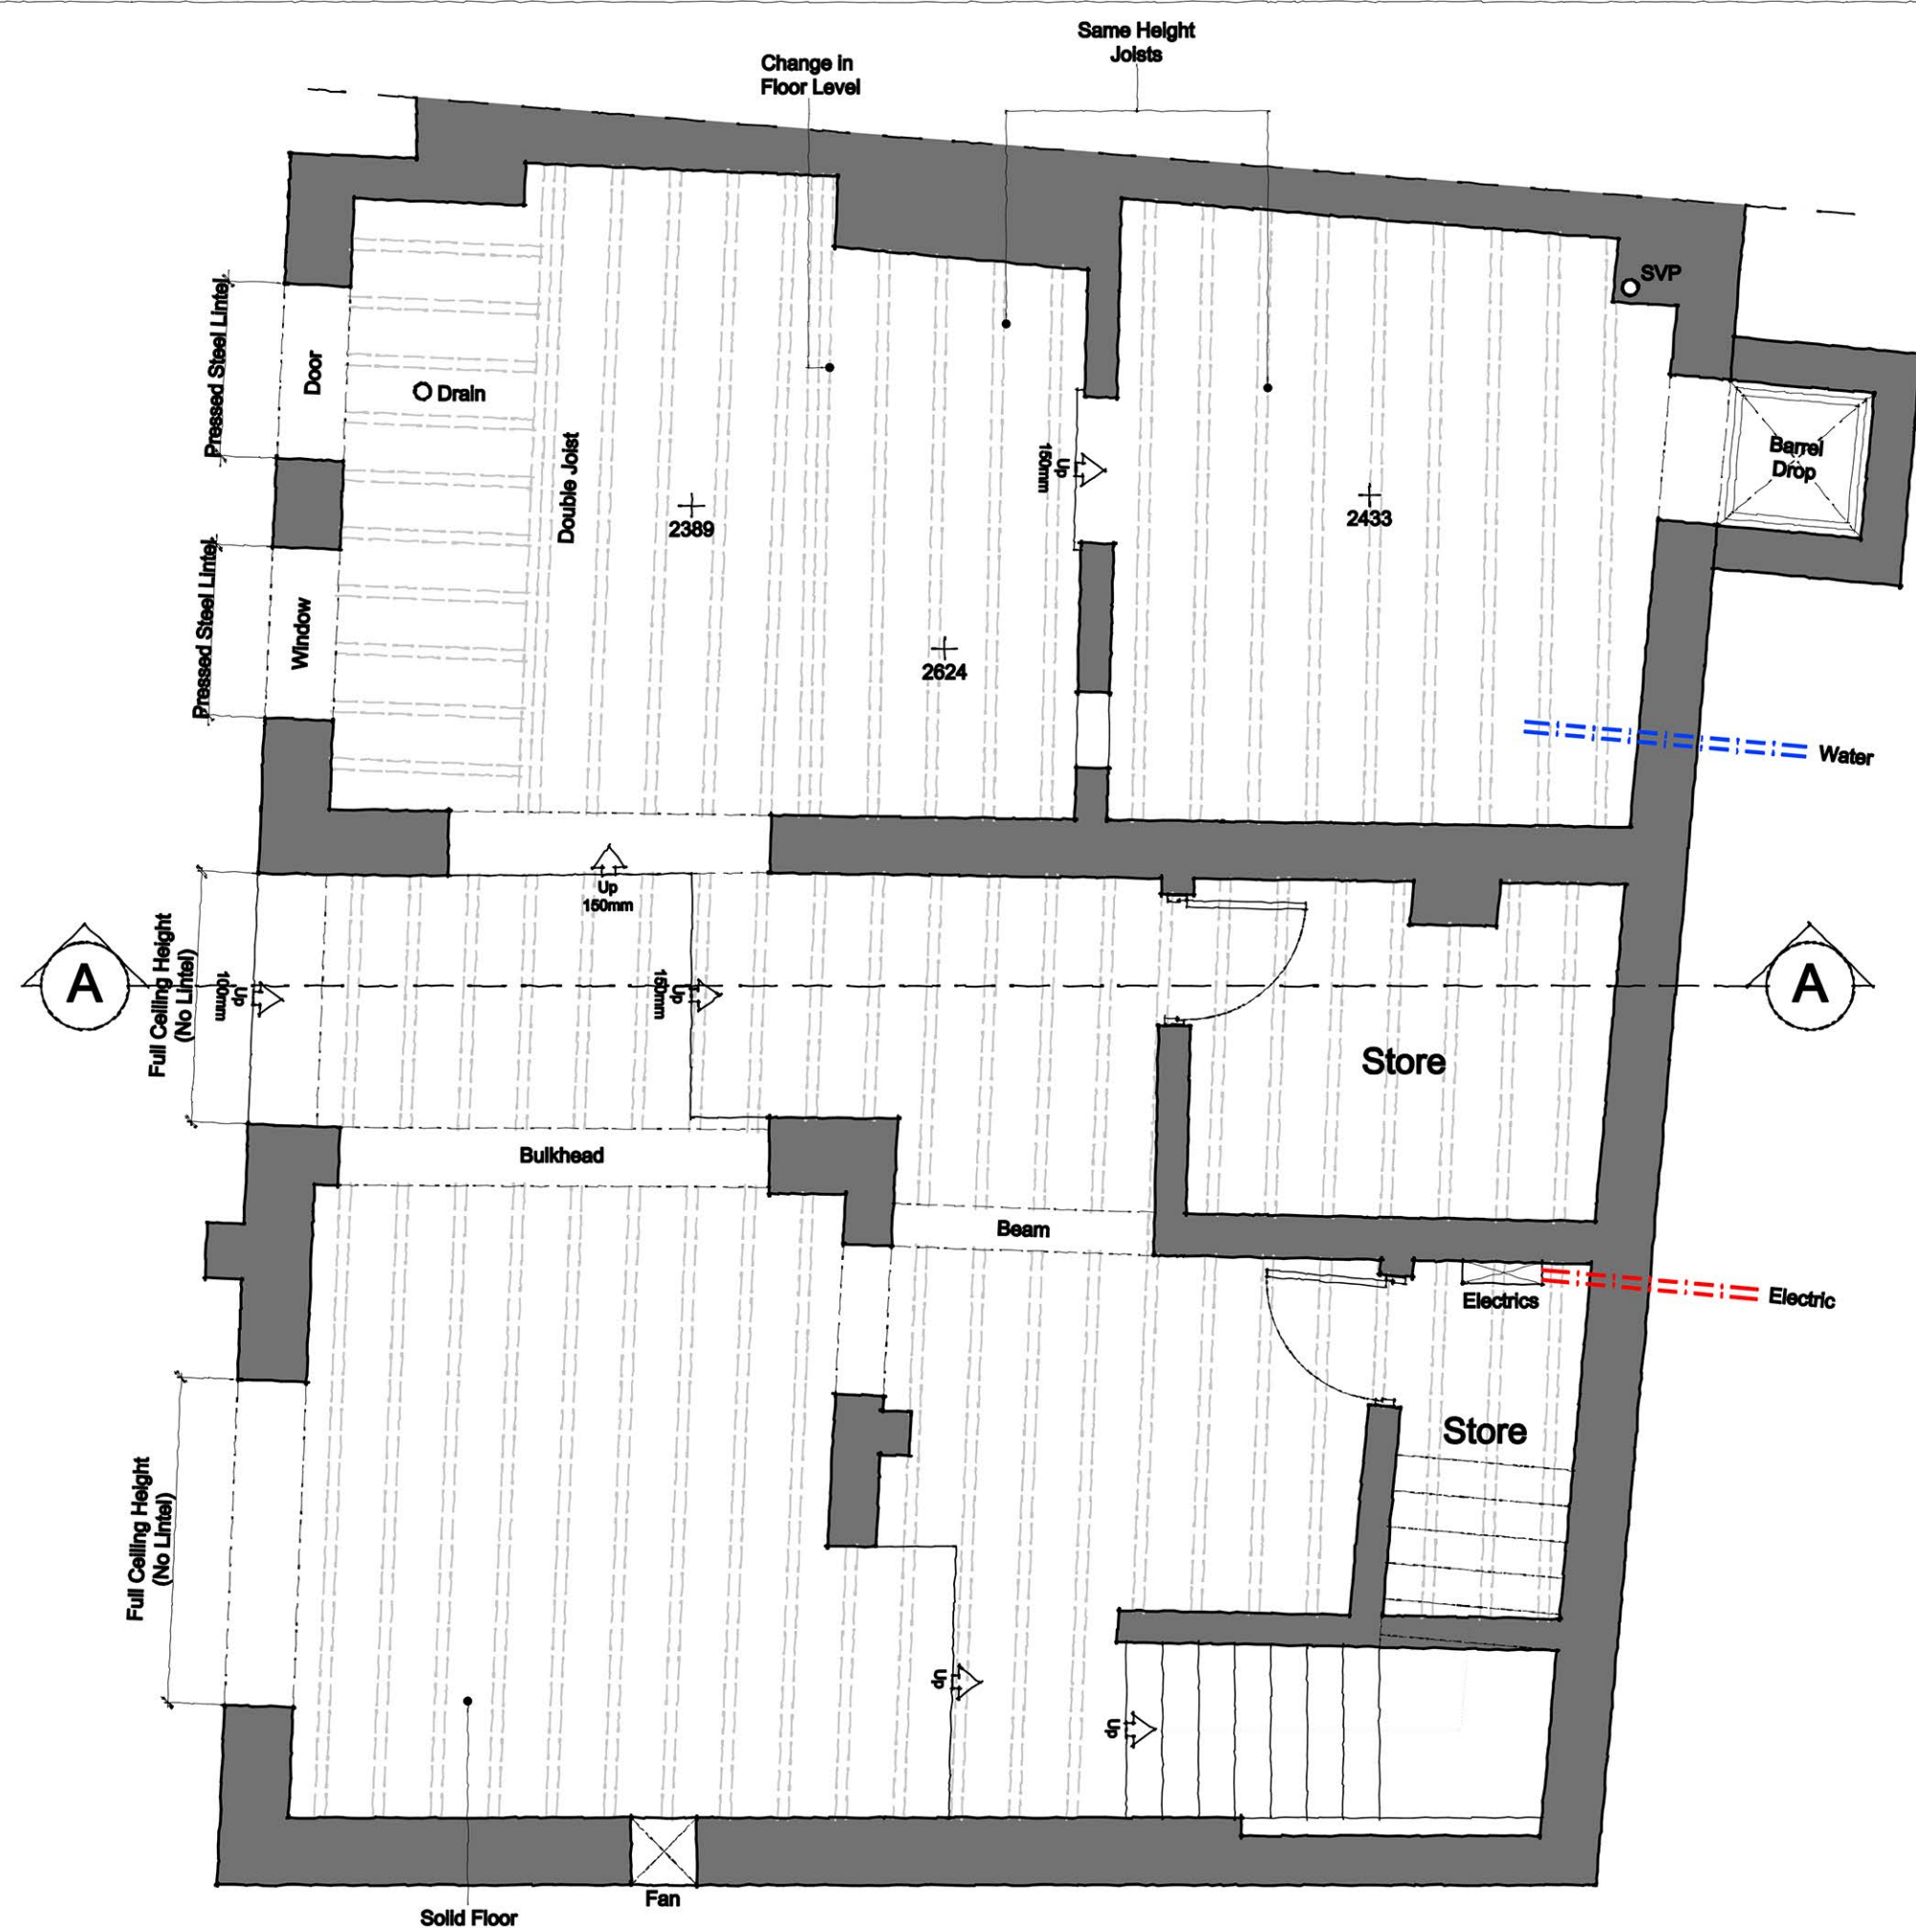 Same Height
Joists
Change in
Floor Level
SVP
Pressed Steel Lintel
Door
Drain
Double Joist
Up
150mm
Barrel
Drop
2389
2433
Pressed Steel Lintel
Window
2624
Water
Up
150mm
A
Full Ceiling Height
(No Lintel)
Up
100mm
Up
150mm
A
Store
Bulkhead
Beam
Electrics
Electric
Store
Full Ceiling Height
(No Lintel)
Up
Up
Fan
Solid Floor